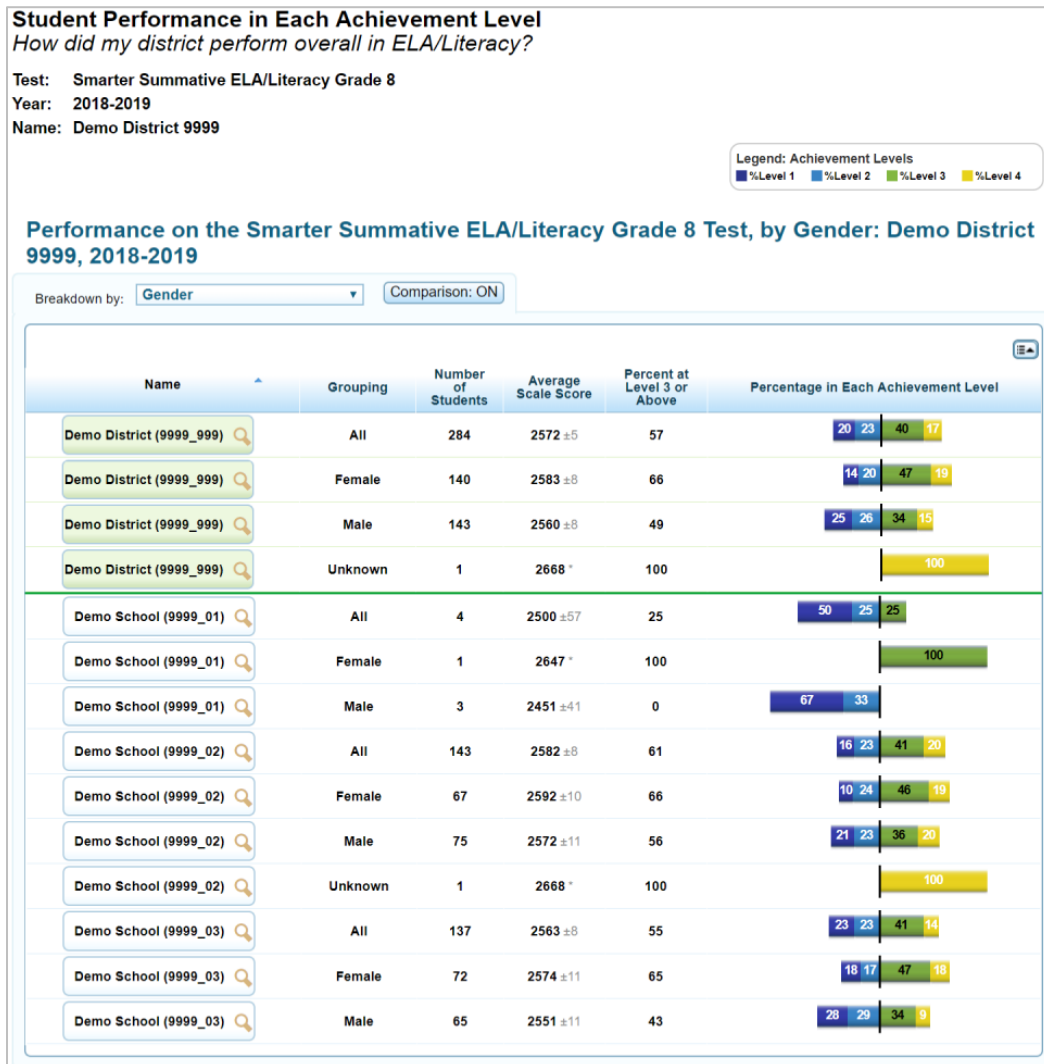 Student Performance in Each Achievement Level
How did my district perform overall in ELA/Literacy?
Test: Smarter Summative ELA/Literacy Grade 8
Year: 2018-2019
Name: Demo District 9999
Legend: Achievement Levels
%Level 1 %Level 2 %Level 3 %Level 4
Performance on the Smarter Summative ELA/Literacy Grade 8 Test, by Gender: Demo District
9999, 2018-2019
Breakdown by: Gender Comparison: ON
Name Grouping Number of Students Average Scale Score Percent at Level 3 or Above Percentage in Each Achievement Level
Demo District (9999_999) All 284 2572 ±5 57 20 23 40 17
Demo District (9999_999) Female 140 2583 ±8 66 14 20 47 19
Demo District (9999_999) Male 143 2560 ±8 49 25 26 34 15
Demo District (9999_999) Unknown 1 2668 * 100 100
Demo School (9999_01) All 4 2500 ±57 25 50 25 25
Demo School (9999_01) Female 1 2647 * 100 100
Demo School (9999_01) Male 3 2451 ±41 0 67 33
Demo School (9999_02) All 143 2582 ±8 61 16 23 41 20
Demo School (9999_02) Female 67 2592 ±10 66 10 24 46 19
Demo School (9999_02) Male 75 2572 ±11 56 21 23 36 20
Demo School (9999_02) Unknown 1 2668 * 100 100
Demo School (9999_03) All 137 2563 ±8 55 23 23 41 14
Demo School (9999_03) Female 72 2574 ±11 65 18 17 47 18
Demo School (9999_03) Male 65 2551 ±11 43 28 29 34 9